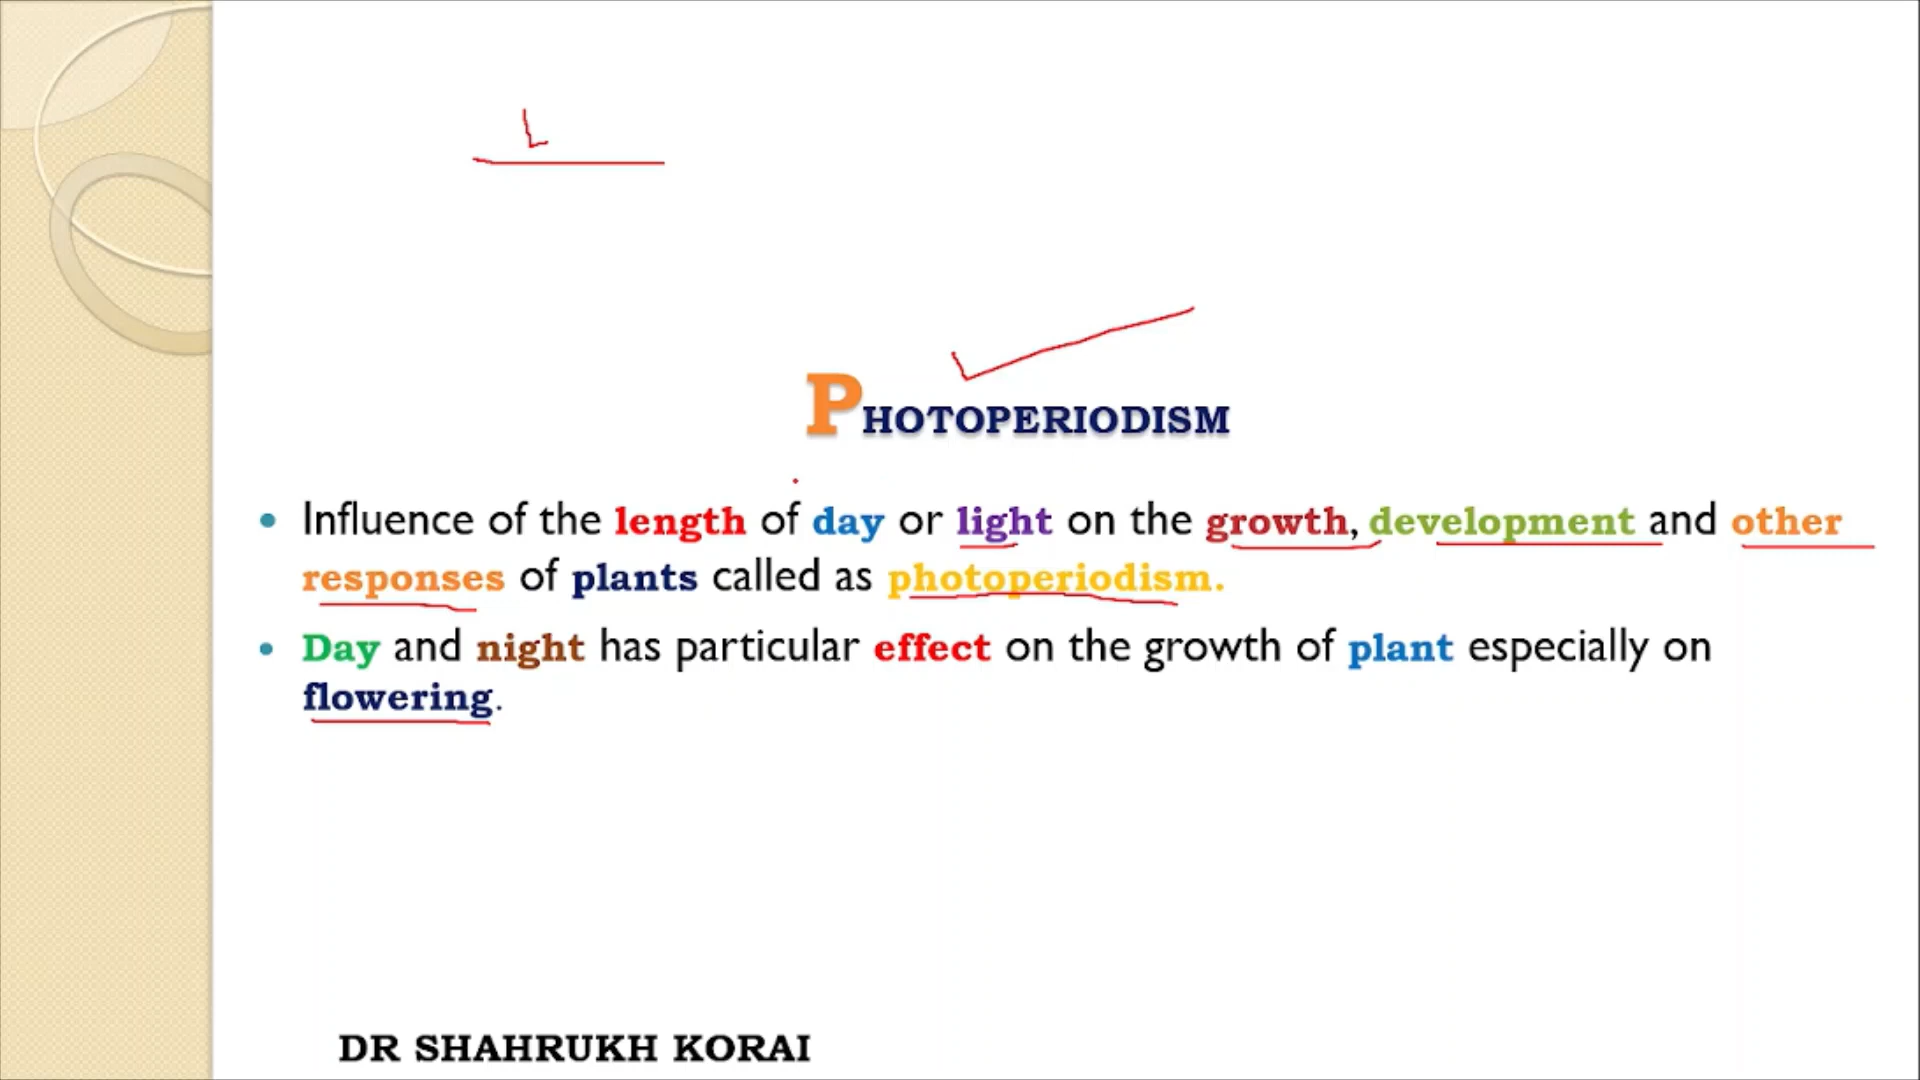 PHOTOPERIODISM
• Influence of the length of day or light on the growth, development and other
responses of plants called as photoperiodism.
• Day and night has particular effect on the growth of plant especially on
flowering.
DR SHAHRUKH KORAI